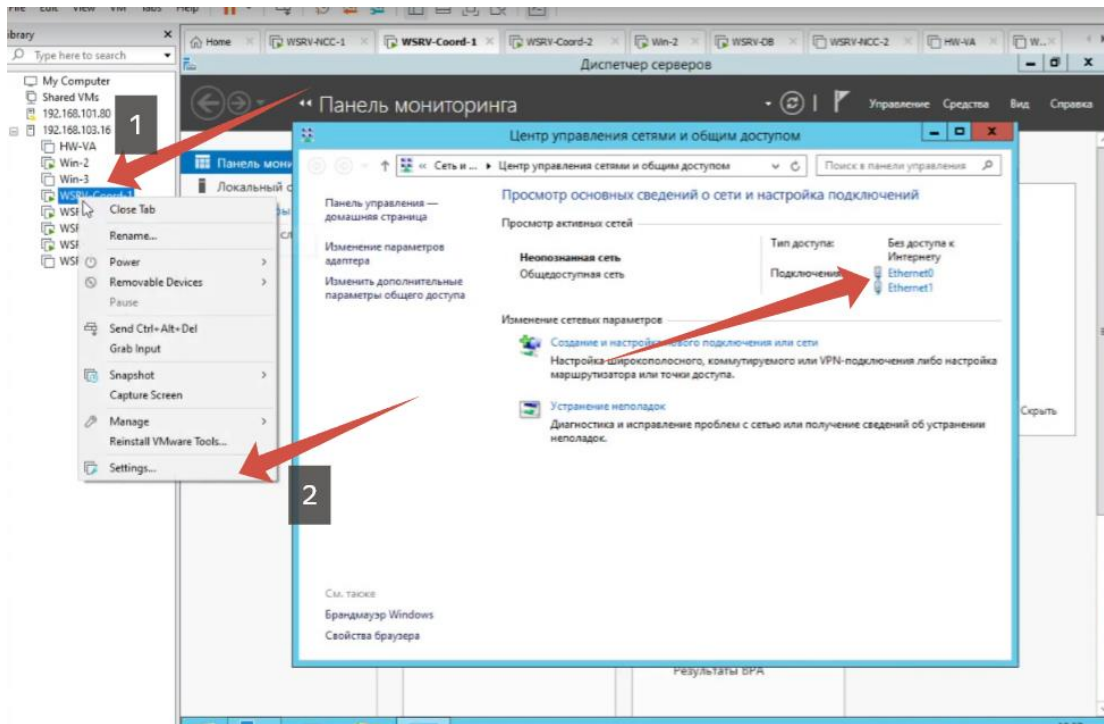 File Edit View VM Tabs Help
Library
Type here to search
My Computer
Shared VMs
192.168.101.80
192.168.103.16
HW-VA
Win-2
Win-3
WSRV-Coord-1
WSF
WSF
WSF
WSF
1
Close Tab
Rename...
Power
Removable Devices
Pause
Send Ctrl+Alt+Del
Grab Input
Snapshot
Capture Screen
Manage
Reinstall VMware Tools...
Settings...
2
Home WSRV-NCC-1 WSRV-Coord-1 WSRV-Coord-2 Win-2 WSRV-DB WSRV-NCC-2 HW-VA W...
Диспетчер серверов
Панель мониторинга
Управление Средства Вид Справка
Панель мони
Локальный с
Центр управления сетями и общим доступом
« Сеть и ... Центр управления сетями и общим доступом
Поиск в панели управления
Панель управления —
домашняя страница
Изменение параметров
адаптера
Изменить дополнительные
параметры общего доступа
Просмотр основных сведений о сети и настройка подключений
Просмотр активных сетей
Неопознанная сеть
Общедоступная сеть
Тип доступа: Без доступа к
Интернету
Подключения: Ethernet0
Ethernet1
Изменение сетевых параметров
Создание и настройка нового подключения или сети
Настройка широкополосного, коммутируемого или VPN-подключения либо настройка
маршрутизатора или точки доступа.
Устранение неполадок
Диагностика и исправление проблем с сетью или получение сведений об устранении
неполадок.
См. также
Брандмауэр Windows
Свойства браузера
Скрыть
Результаты BPA